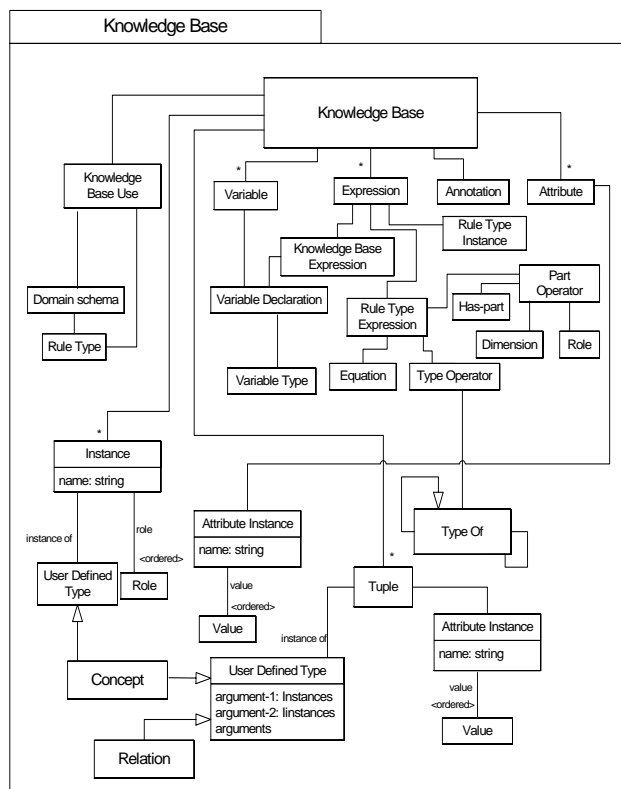 Knowledge Base
Knowledge Base
*
*
*
*
*
Knowledge
Base Use
Variable
Expression
Annotation
Attribute
Rule Type
Instance
Knowledge Base
Expression
Domain schema
Variable Declaration
Rule Type
Expression
Has-part
Part
Operator
Rule Type
Dimension
Role
Variable Type
Equation
Type Operator
Instance
name: string
instance of
role
<ordered>
User Defined
Type
Role
Attribute Instance
name: string
value
<ordered>
Value
Type Of
Tuple
instance of
Attribute Instance
name: string
value
<ordered>
Value
Concept
User Defined Type
argument-1: Instances
argument-2: Iinstances
arguments
Relation